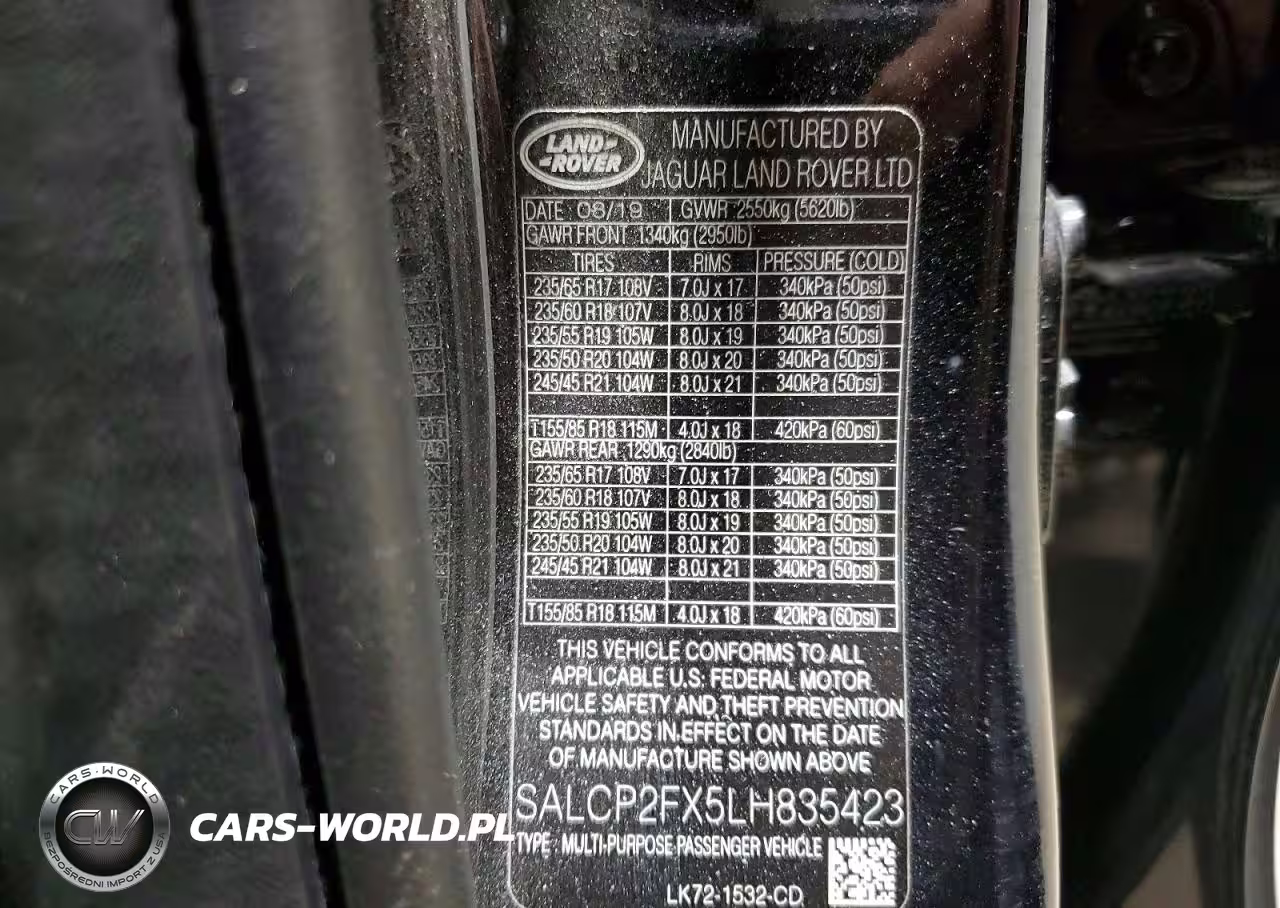 LAND-
-ROVER
MANUFACTURED BY
JAGUAR LAND ROVER LTD
DATE 08/19 GVWR 2550kg (5620lb)
GAWR FRONT 1340kg (2950lb)
TIRES RIMS PRESSURE (COLD)
235/65 R17 108V 7.0J x 17 340kPa (50psi)
235/60 R18 107V 8.0J x 18 340kPa (50psi)
235/55 R19 105W 8.0J x 19 340kPa (50psi)
235/50 R20 104W 8.0J x 20 340kPa (50psi)
245/45 R21 104W 8.0J x 21 340kPa (50psi)
T155/85 R18 115M 4.0J x 18 420kPa (60psi)
GAWR REAR 1290kg (2840lb)
235/65 R17 108V 7.0J x 17 340kPa (50psi)
235/60 R18 107V 8.0J x 18 340kPa (50psi)
235/55 R19 105W 8.0J x 19 340kPa (50psi)
235/50 R20 104W 8.0J x 20 340kPa (50psi)
245/45 R21 104W 8.0J x 21 340kPa (50psi)
T155/85 R18 115M 4.0J x 18 420kPa (60psi)
THIS VEHICLE CONFORMS TO ALL
APPLICABLE U.S. FEDERAL MOTOR
VEHICLE SAFETY AND THEFT PREVENTION
STANDARDS IN EFFECT ON THE DATE
OF MANUFACTURE SHOWN ABOVE
SALCP2FX5LH835423
TYPE : MULTI-PURPOSE PASSENGER VEHICLE
LK72-1532-CD
CARS-WORLD
CW
BEZPOŚREDNI IMPORT Z USA
CARS-WORLD.PL